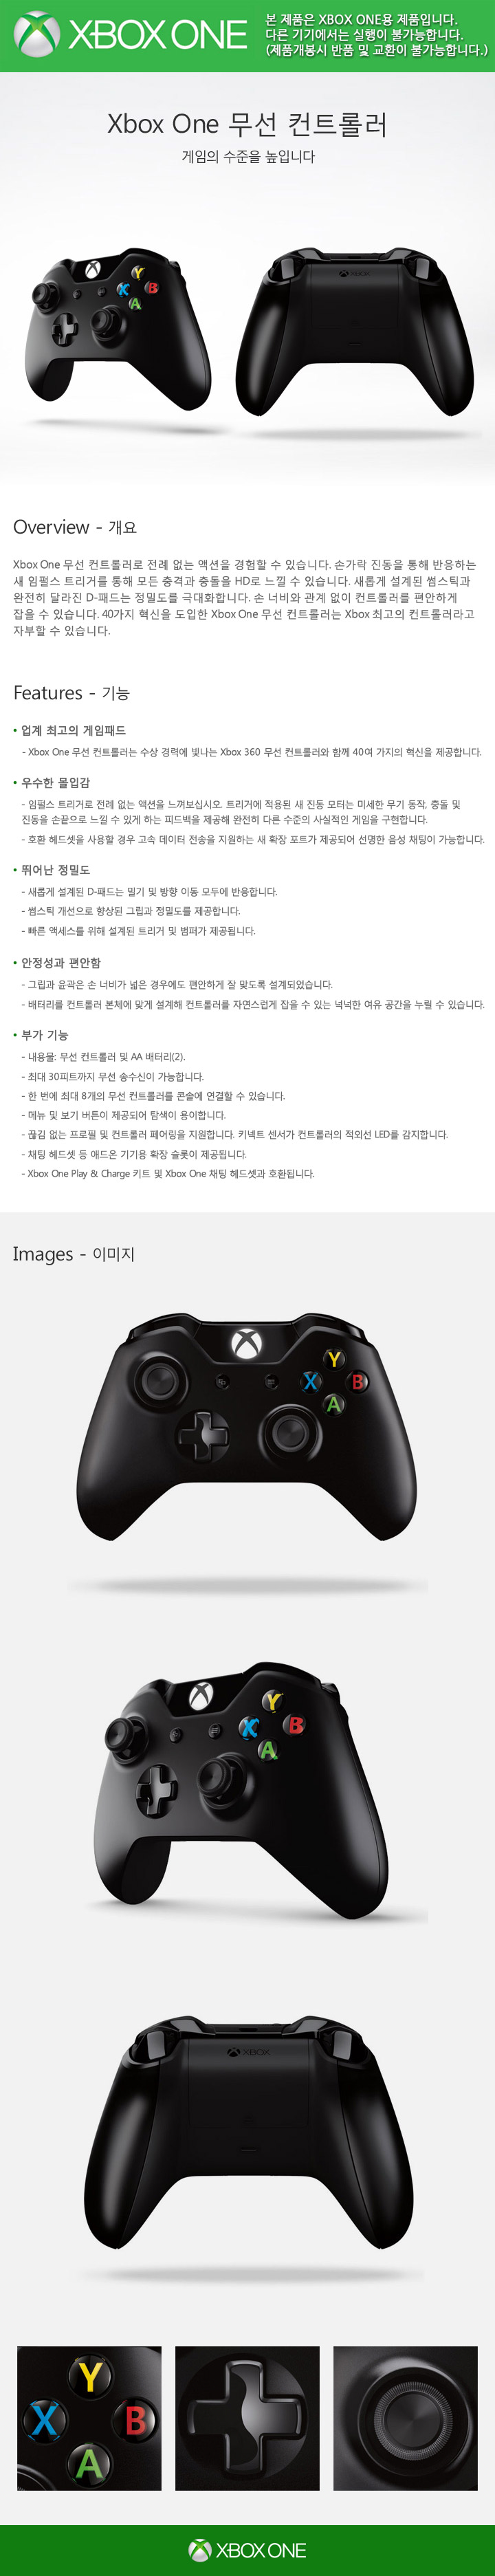 XBOX ONE
본 제품은 XBOX ONE용 제품입니다.
다른 기기에서는 실행이 불가능합니다.
(제품개봉시 반품 및 교환이 불가능합니다.)
Xbox One 무선 컨트롤러
게임의 수준을 높입니다
Y
X
B
A
XBOX
Overview - 개요
Xbox One 무선 컨트롤러로 전례 없는 액션을 경험할 수 있습니다. 손가락 진동을 통해 반응하는
새 임펄스 트리거를 통해 모든 충격과 충돌을 HD로 느낄 수 있습니다. 새롭게 설계된 썸스틱과
완전히 달라진 D-패드는 정밀도를 극대화합니다. 손 너비와 관계 없이 컨트롤러를 편안하게
잡을 수 있습니다. 40가지 혁신을 도입한 Xbox One 무선 컨트롤러는 Xbox 최고의 컨트롤러라고
자부할 수 있습니다.
Features - 기능
• 업계 최고의 게임패드
- Xbox One 무선 컨트롤러는 수상 경력에 빛나는 Xbox 360 무선 컨트롤러와 함께 40여 가지의 혁신을 제공합니다.
• 우수한 몰입감
- 임펄스 트리거로 전례 없는 액션을 느껴보십시오. 트리거에 적용된 새 진동 모터는 미세한 무기 동작, 충돌 및
진동을 손끝으로 느낄 수 있게 하는 피드백을 제공해 완전히 다른 수준의 사실적인 게임을 구현합니다.
- 호환 헤드셋을 사용할 경우 고속 데이터 전송을 지원하는 새 확장 포트가 제공되어 선명한 음성 채팅이 가능합니다.
• 뛰어난 정밀도
- 새롭게 설계된 D-패드는 밀기 및 방향 이동 모두에 반응합니다.
- 썸스틱 개선으로 향상된 그립과 정밀도를 제공합니다.
- 빠른 액세스를 위해 설계된 트리거 및 범퍼가 제공됩니다.
• 안정성과 편안함
- 그립과 윤곽은 손 너비가 넓은 경우에도 편안하게 잘 맞도록 설계되었습니다.
- 배터리를 컨트롤러 본체에 맞게 설계해 컨트롤러를 자연스럽게 잡을 수 있는 넉넉한 여유 공간을 누릴 수 있습니다.
• 부가 기능
- 내용물: 무선 컨트롤러 및 AA 배터리(2).
- 최대 30피트까지 무선 송수신이 가능합니다.
- 한 번에 최대 8개의 무선 컨트롤러를 콘솔에 연결할 수 있습니다.
- 메뉴 및 보기 버튼이 제공되어 탐색이 용이합니다.
- 끊김 없는 프로필 및 컨트롤러 페어링을 지원합니다. 키넥트 센서가 컨트롤러의 적외선 LED를 감지합니다.
- 채팅 헤드셋 등 애드온 기기용 확장 슬롯이 제공됩니다.
- Xbox One Play & Charge 키트 및 Xbox One 채팅 헤드셋과 호환됩니다.
Images - 이미지
Y
X
B
A
Y
X
B
A
XBOX
Y
X
B
A
XBOX ONE